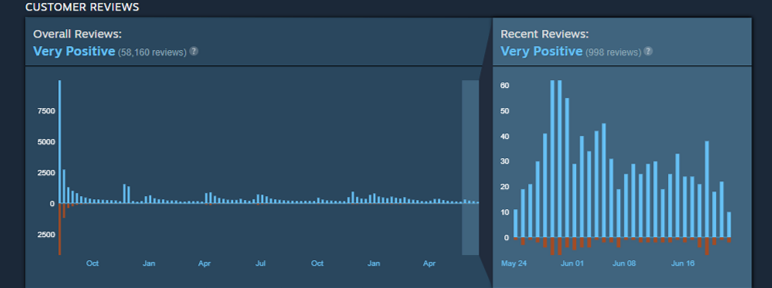 CUSTOMER REVIEWS
Overall Reviews:
Very Positive (58,160 reviews) ?
7500
5000
2500
0
2500
Oct Jan Apr Jul Oct Jan Apr
Recent Reviews:
Very Positive (998 reviews) ?
60
50
40
30
20
10
0
May 24 Jun 01 Jun 08 Jun 16